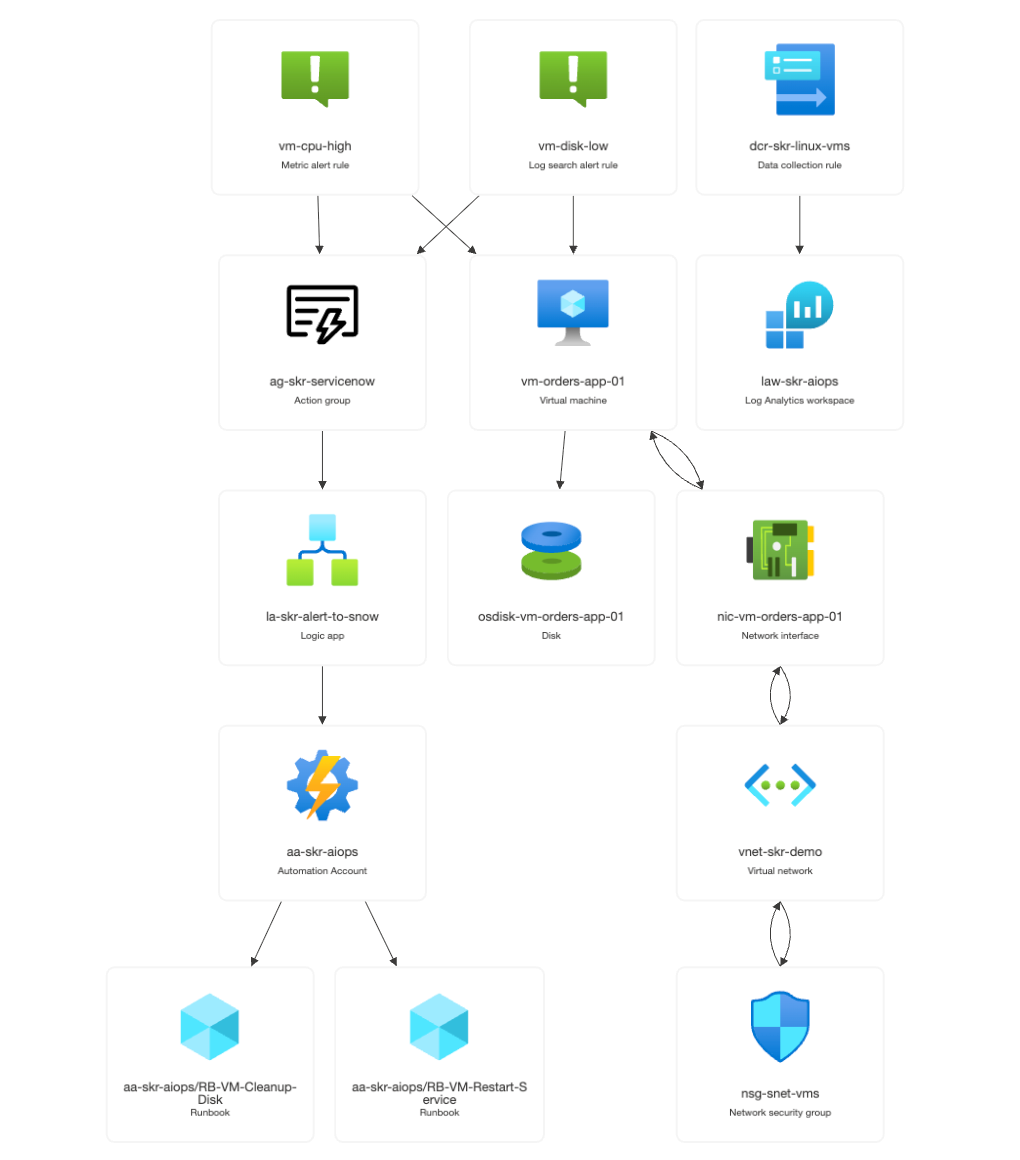 vm-cpu-high
Metric alert rule
vm-disk-low
Log search alert rule
dcr-skr-linux-vms
Data collection rule
ag-skr-servicenow
Action group
vm-orders-app-01
Virtual machine
law-skr-aiops
Log Analytics workspace
la-skr-alert-to-snow
Logic app
osdisk-vm-orders-app-01
Disk
nic-vm-orders-app-01
Network interface
aa-skr-aiops
Automation Account
vnet-skr-demo
Virtual network
aa-skr-aiops/RB-VM-Cleanup-
Disk
Runbook
aa-skr-aiops/RB-VM-Restart-S
ervice
Runbook
nsg-snet-vms
Network security group